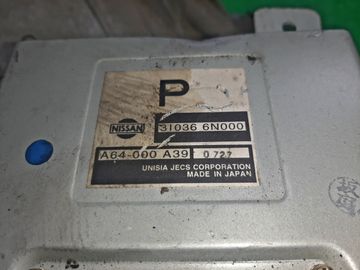 P
NISSAN
31036 6N000
A64-000 A39 0727
UNISIA JECS CORPORATION
MADE IN JAPAN